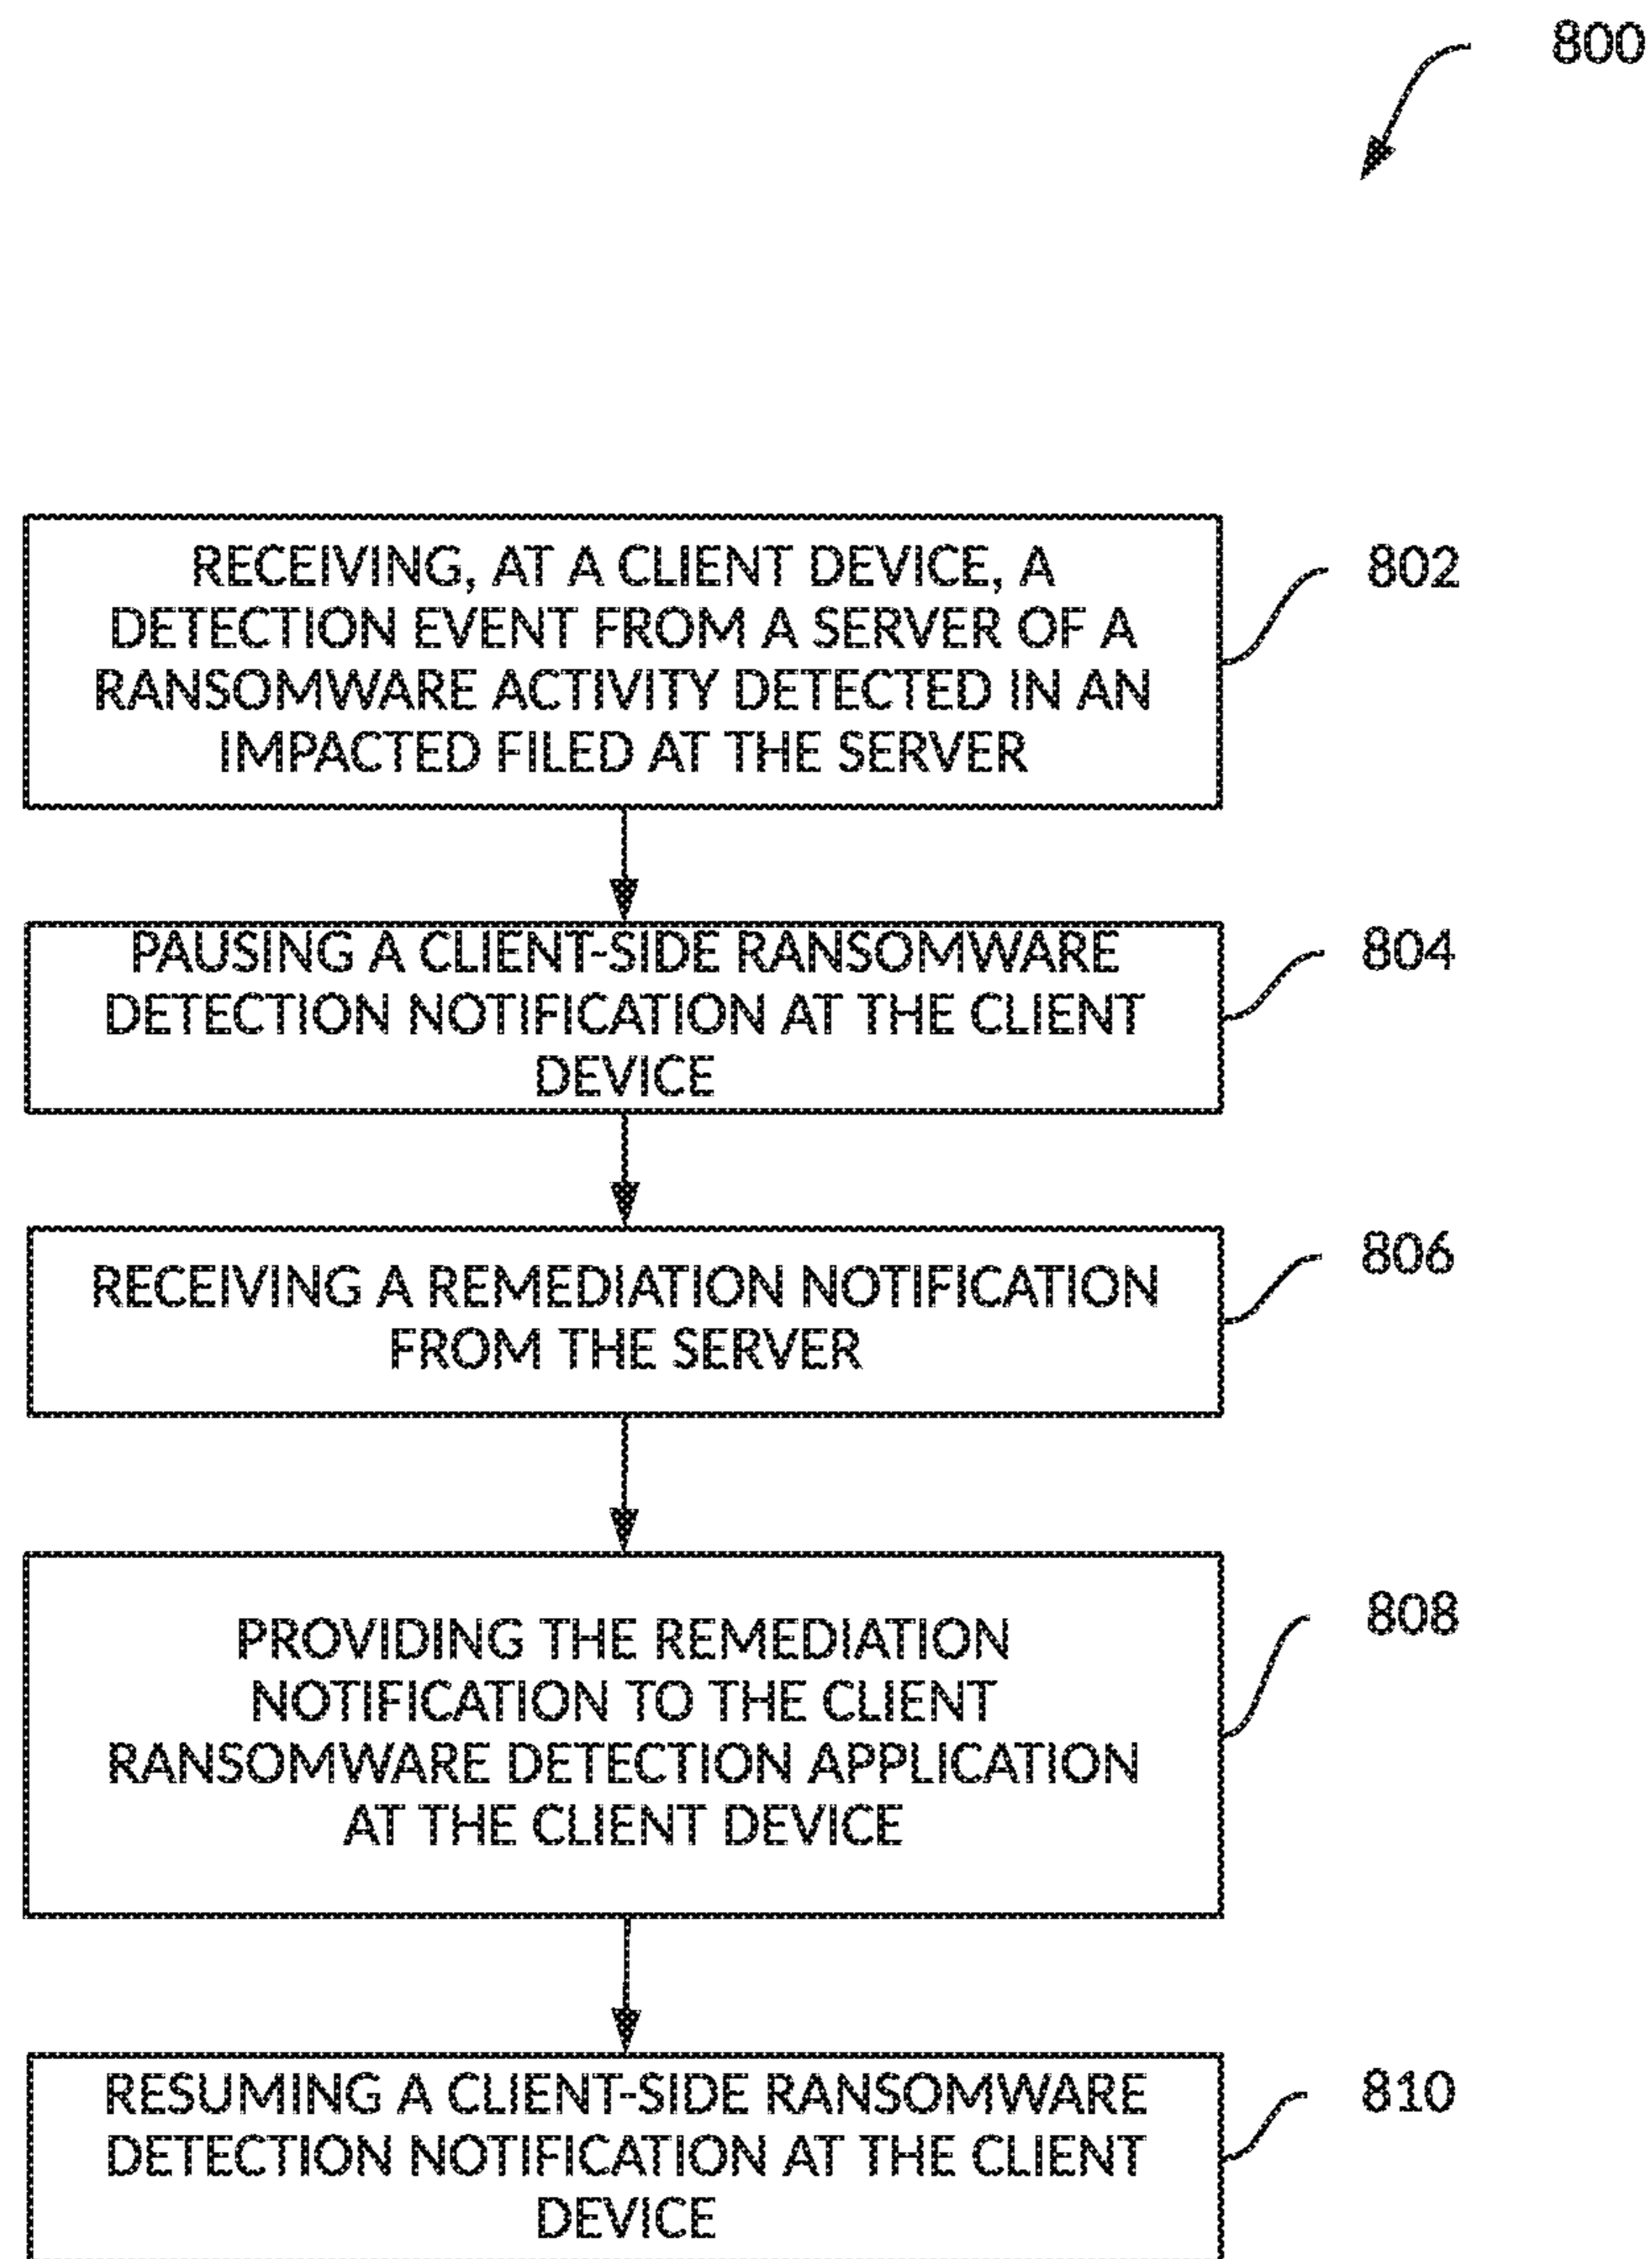 800
RECEIVING, AT A CLIENT DEVICE, A
DETECTION EVENT FROM A SERVER OF A
RANSOMWARE ACTIVITY DETECTED IN AN
IMPACTED FILED AT THE SERVER
802
PAUSING A CLIENT-SIDE RANSOMWARE
DETECTION NOTIFICATION AT THE CLIENT
DEVICE
804
RECEIVING A REMEDIATION NOTIFICATION
FROM THE SERVER
806
PROVIDING THE REMEDIATION
NOTIFICATION TO THE CLIENT
RANSOMWARE DETECTION APPLICATION
AT THE CLIENT DEVICE
808
RESUMING A CLIENT-SIDE RANSOMWARE
DETECTION NOTIFICATION AT THE CLIENT
DEVICE
810